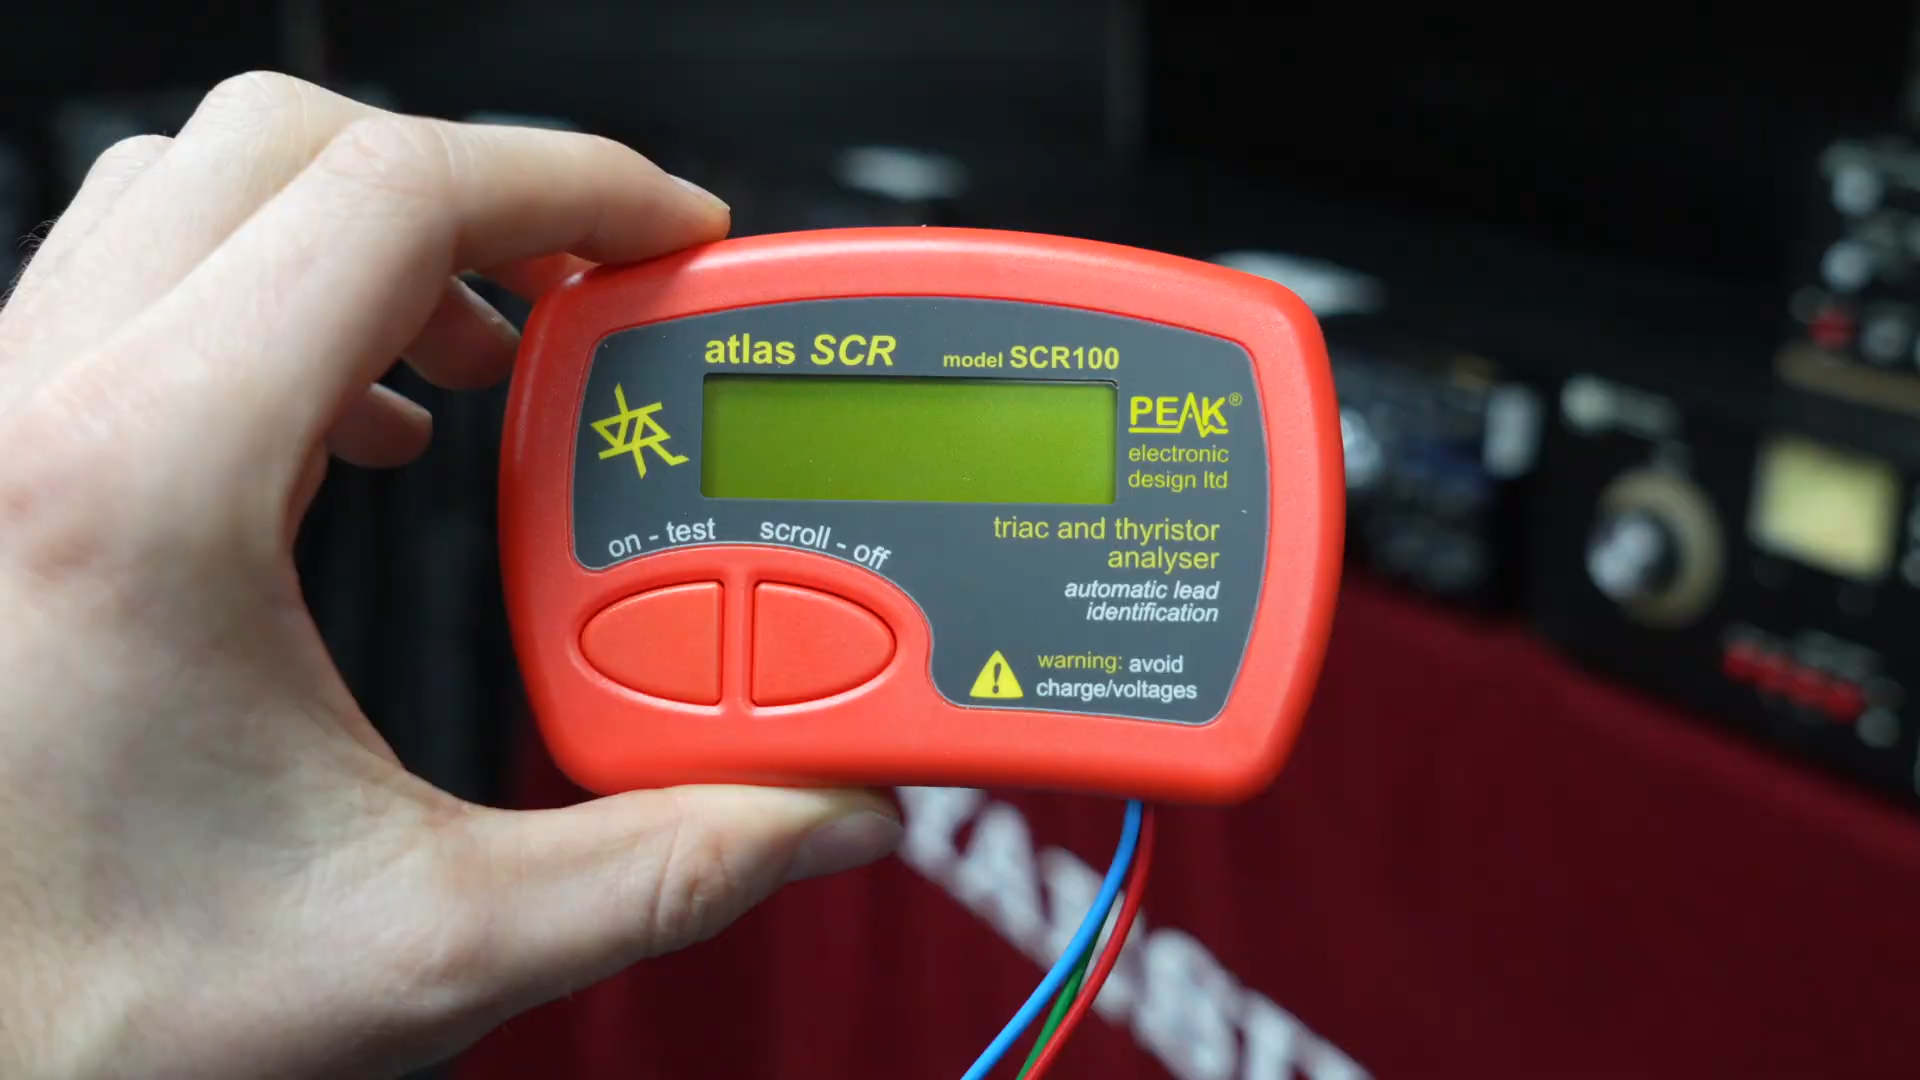 atlas SCR model SCR100
PEAK®
electronic
design ltd
on - test scroll - off
triac and thyristor
analyser
automatic lead
identification
warning: avoid
charge/voltages